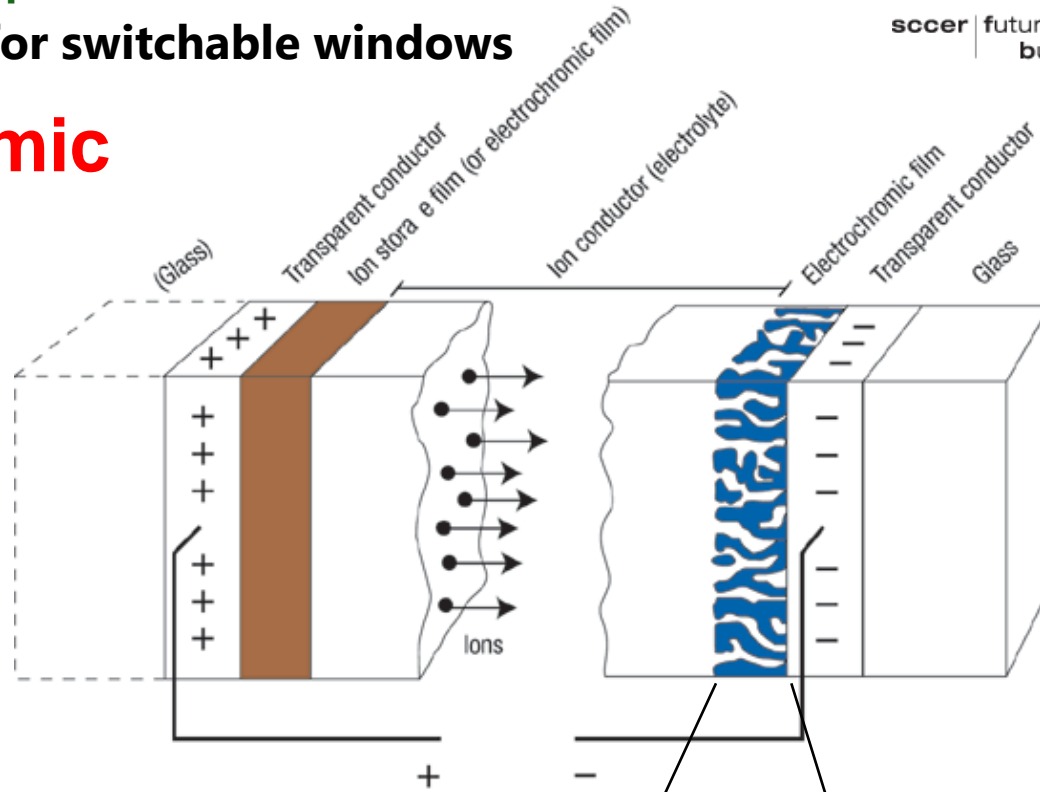 or switchable windows
sccer futur
bu
mic
(Glass)
Transparent conductor
Ion stora e film (or electrochromic film)
Ion conductor (electrolyte)
Electrochromic film
Transparent conductor
Glass
+ + +
− − −
+
+
+
+
+
+
−
−
−
−
−
−
Ions
+ −